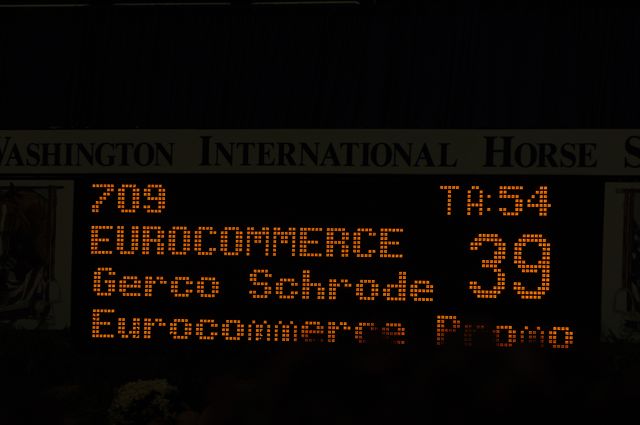 WASHINGTON INTERNATIONAL HORSE S
709 TA:54
EUROCOMMERCE 39
Gerco Schrode
Eurocommerce Promo